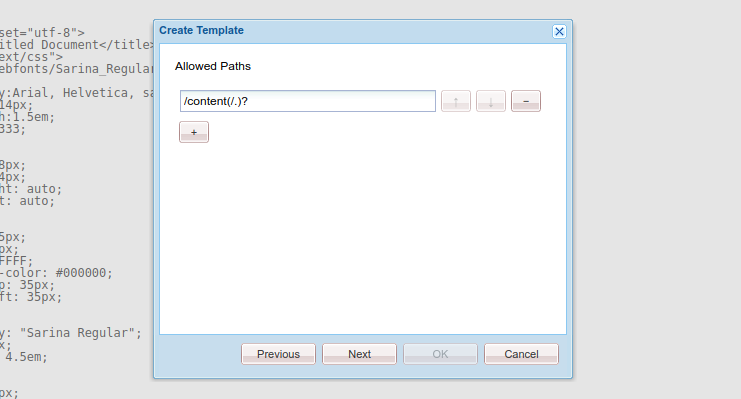 set="utf-8">
itled Document</title>
ext/css">
ebfonts/Sarina_Regular
y:Arial, Helvetica, sa
14px;
h:1.5em;
333;
8px;
4px;
ht: auto;
t: auto;
5px;
px;
FFFF;
-color: #000000;
p: 35px;
ft: 35px;
y: "Sarina Regular";
x;
4.5em;
px;
Create Template
Allowed Paths
/content(/.)?
↑ ↓ −
+
Previous Next OK Cancel